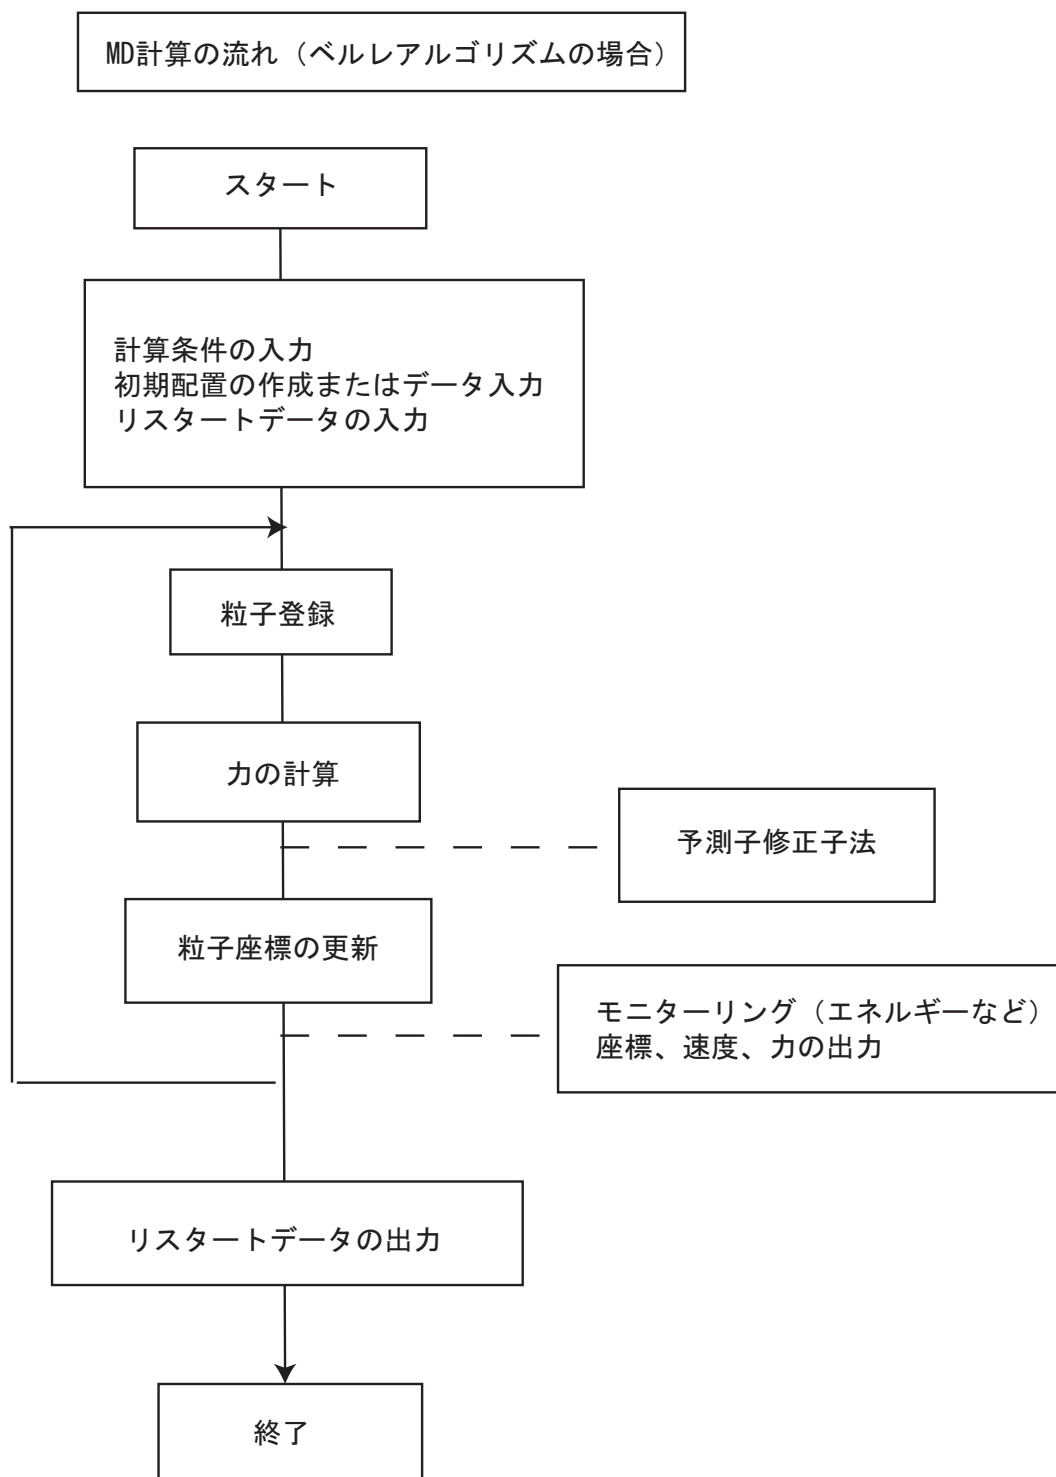 MD計算の流れ（ベルレアルゴリズムの場合）
スタート
計算条件の入力
初期配置の作成またはデータ入力
リスタートデータの入力
粒子登録
力の計算
予測子修正子法
粒子座標の更新
モニターリング（エネルギーなど）
座標、速度、力の出力
リスタートデータの出力
終了